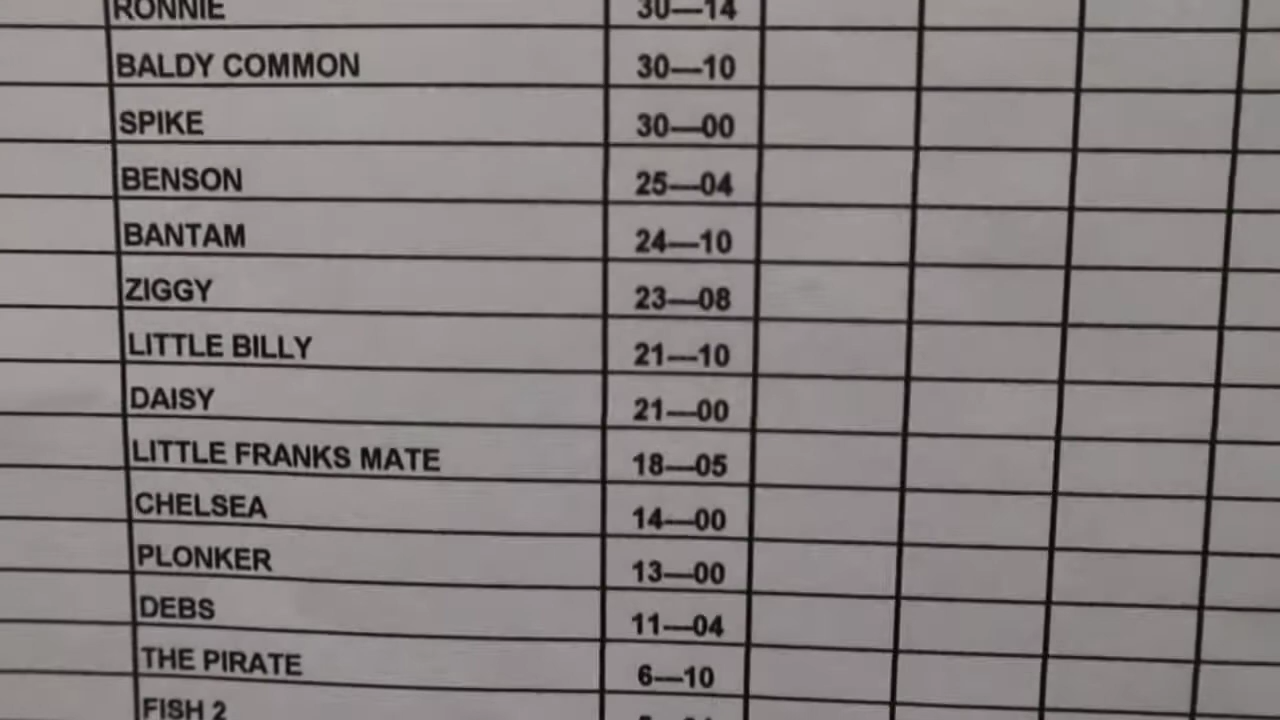 RONNIE 30—14
BALDY COMMON 30—10
SPIKE 30—00
BENSON 25—04
BANTAM 24—10
ZIGGY 23—08
LITTLE BILLY 21—10
DAISY 21—00
LITTLE FRANKS MATE 18—05
CHELSEA 14—00
PLONKER 13—00
DEBS 11—04
THE PIRATE 6—10
FISH 2